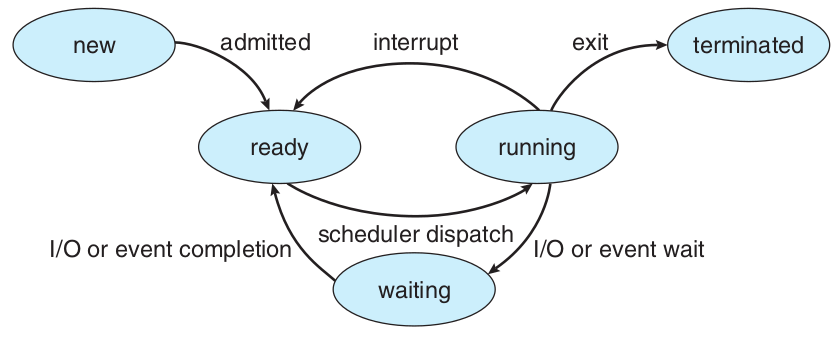 new
admitted
interrupt
exit
terminated
ready
running
I/O or event completion
scheduler dispatch
I/O or event wait
waiting